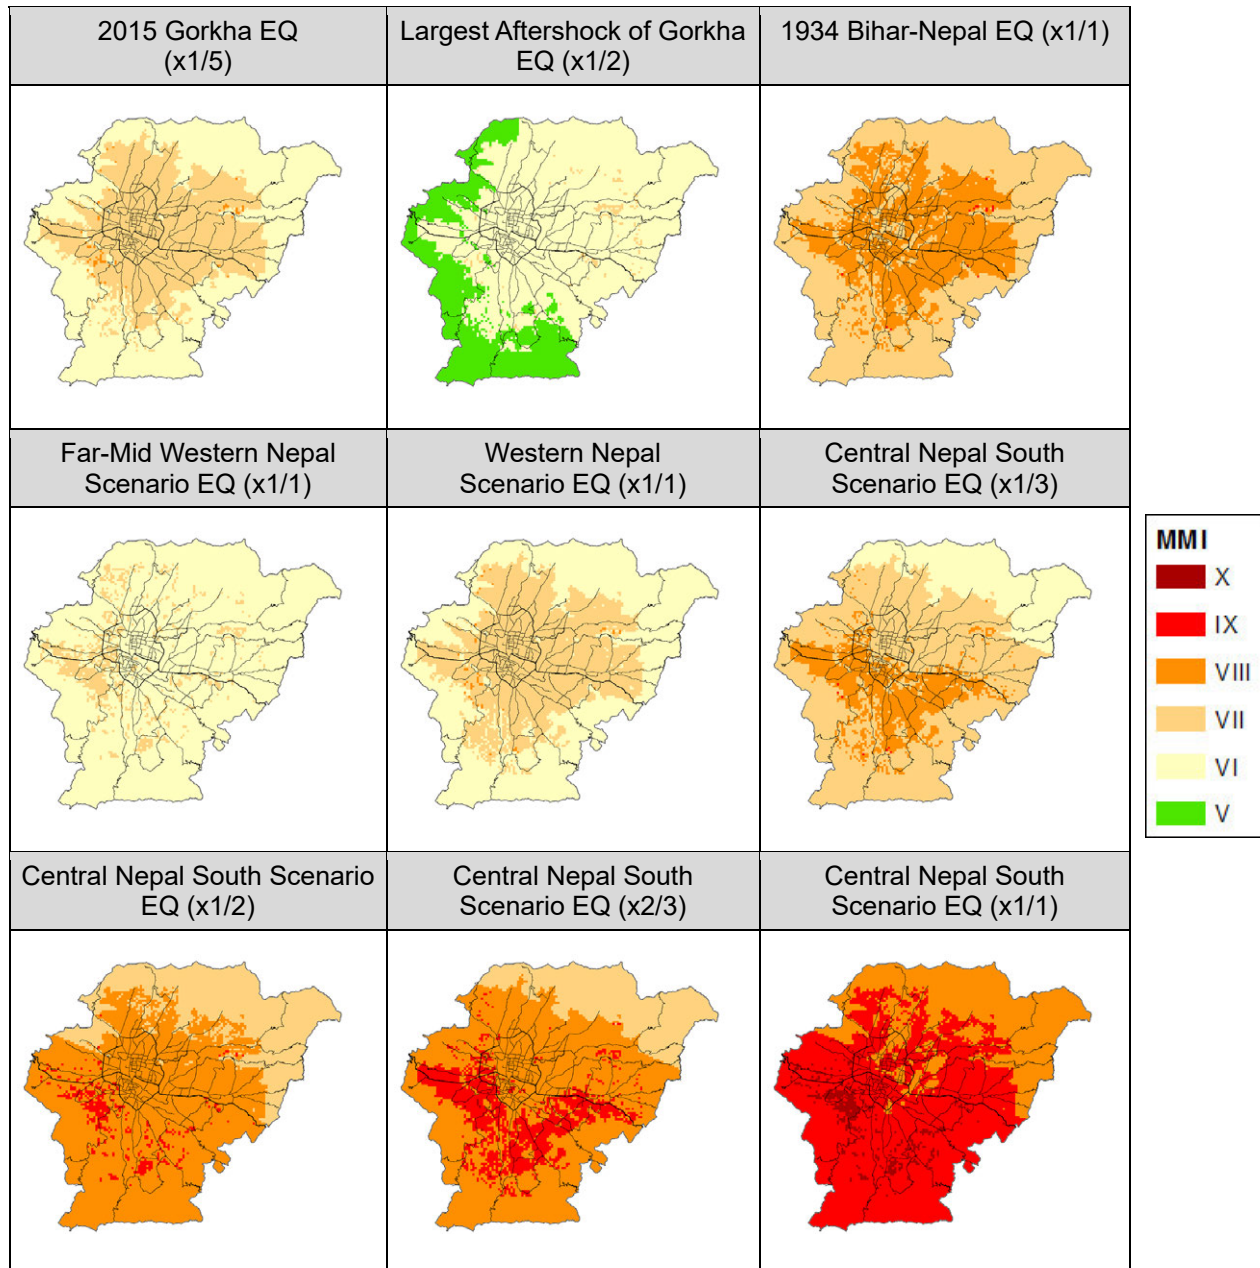 2015 Gorkha EQ
(x1/5)
Largest Aftershock of Gorkha
EQ (x1/2)
1934 Bihar-Nepal EQ (x1/1)
Far-Mid Western Nepal
Scenario EQ (x1/1)
Western Nepal
Scenario EQ (x1/1)
Central Nepal South
Scenario EQ (x1/3)
MMI
X
IX
VIII
VII
VI
V
Central Nepal South Scenario
EQ (x1/2)
Central Nepal South
Scenario EQ (x2/3)
Central Nepal South
Scenario EQ (x1/1)